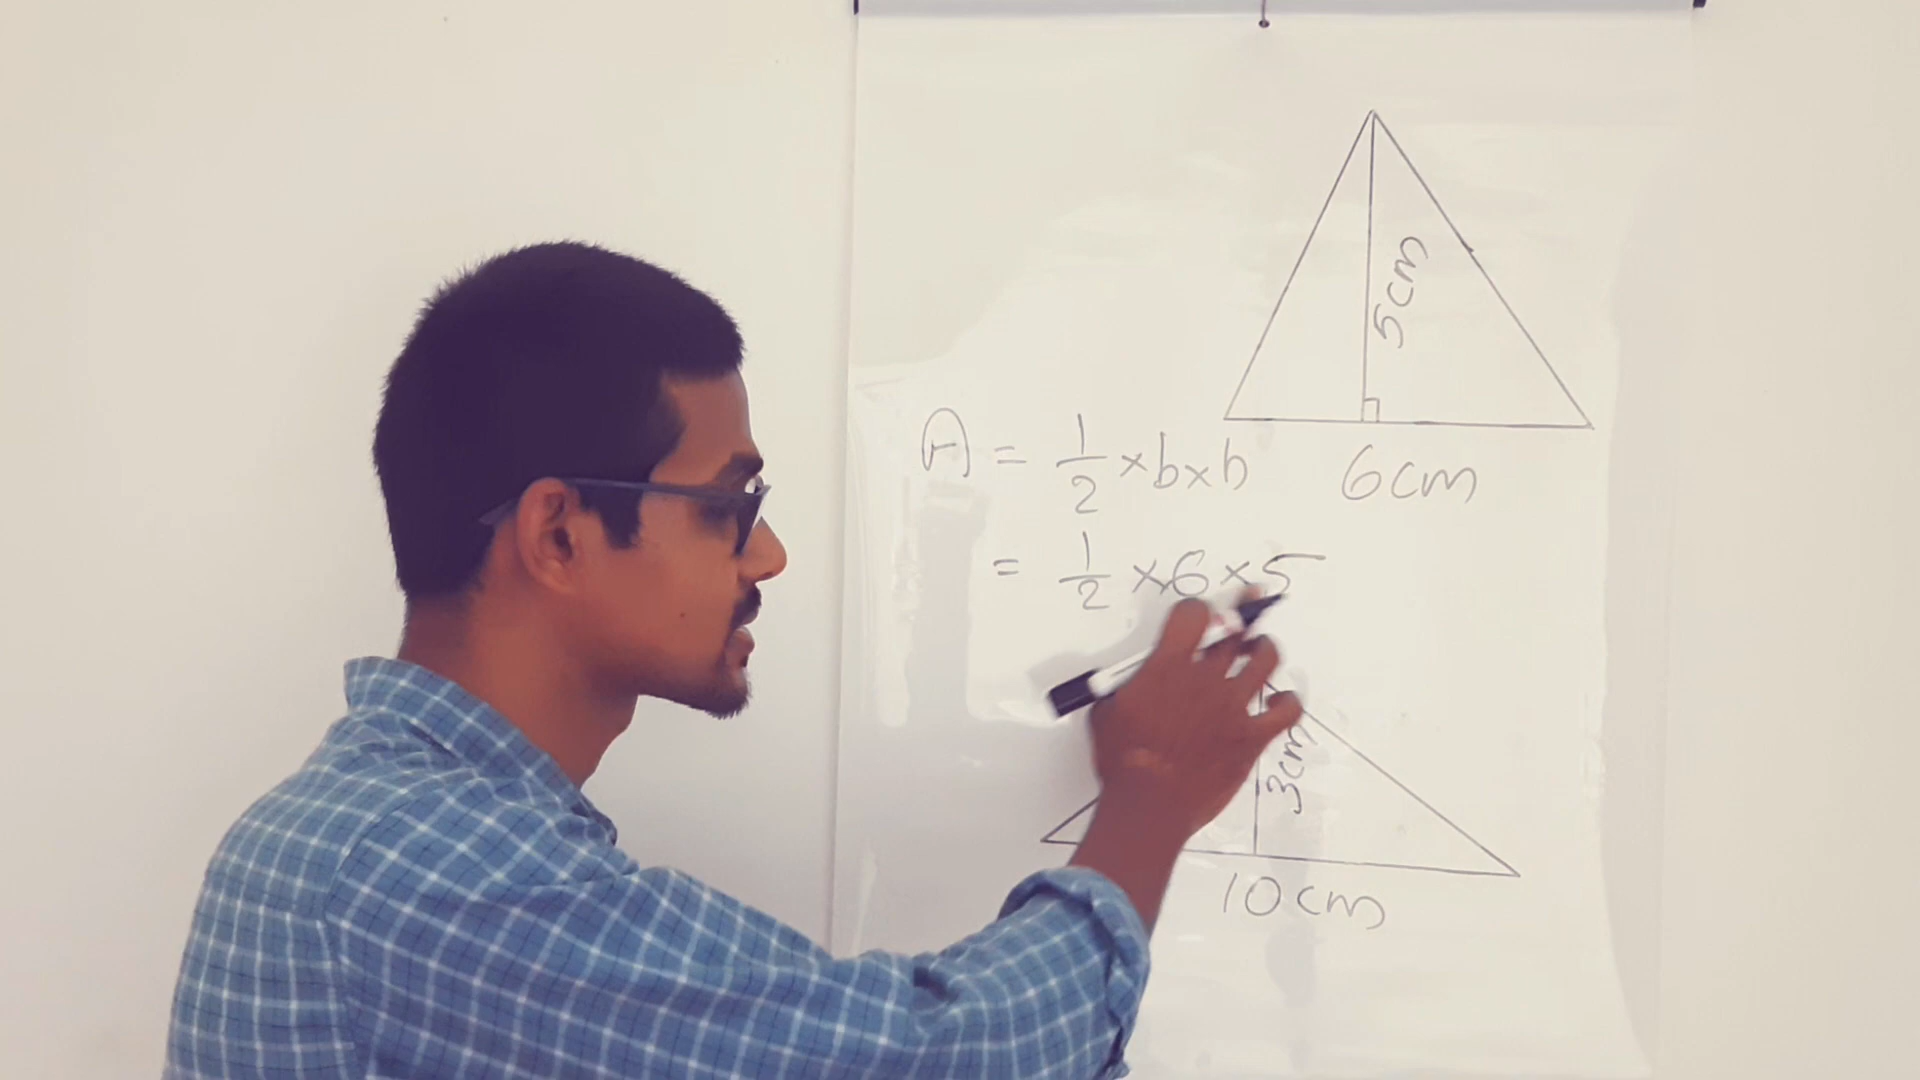 5cm
A = 1/2 × b × h
6cm
= 1/2 × 6 × 5
3cm
10cm